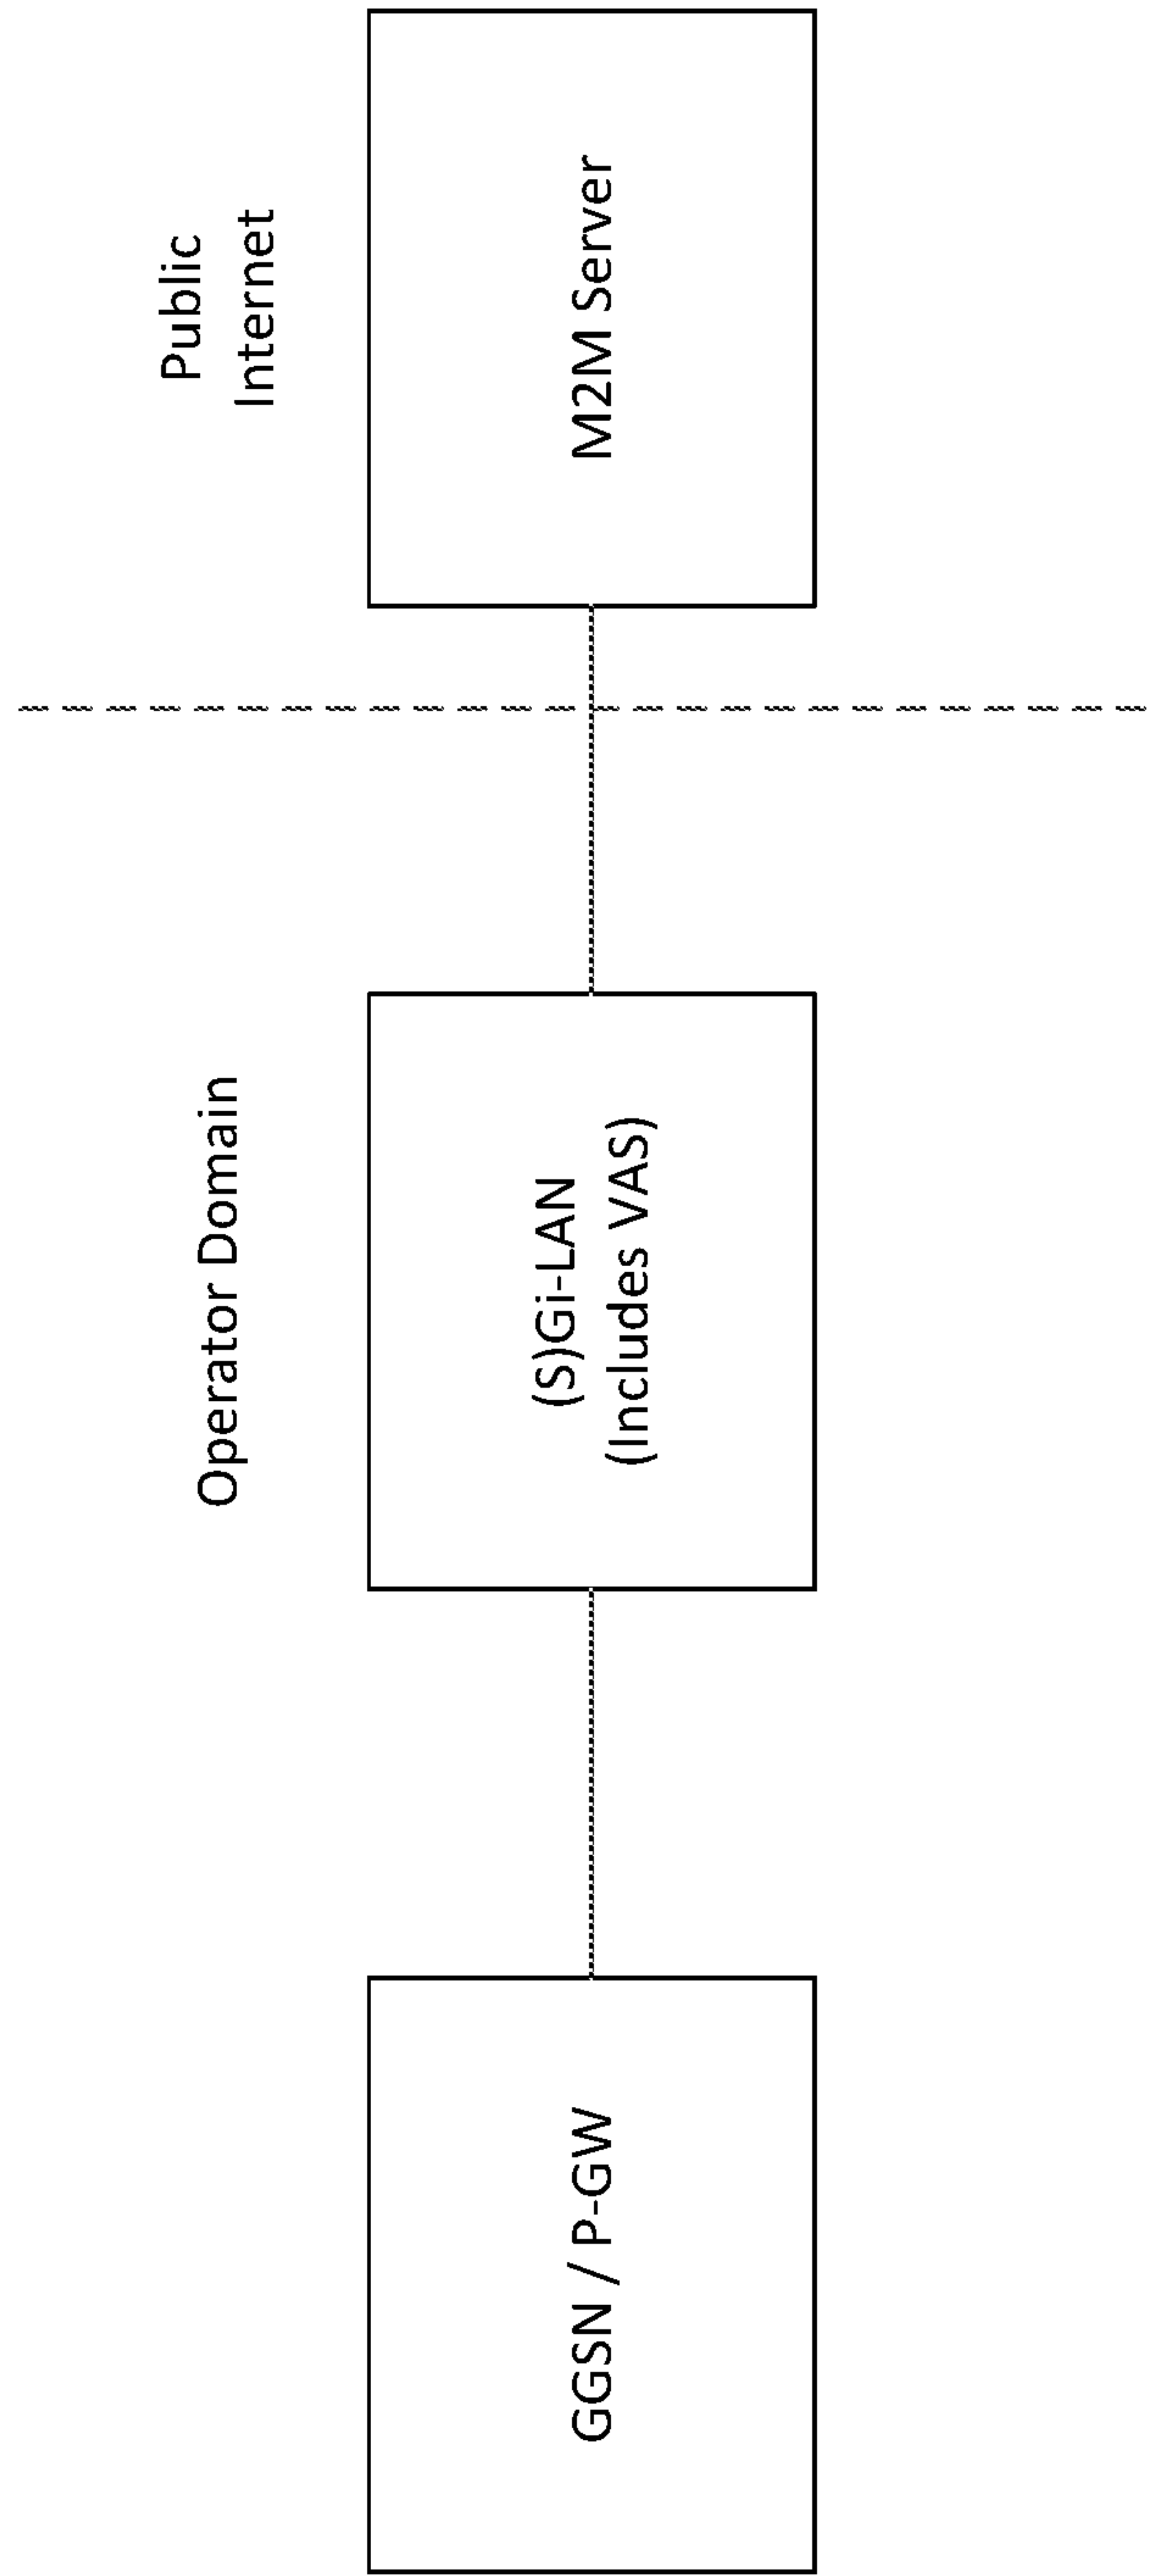 Operator Domain
Public
Internet
GGSN / P-GW
(S)Gi-LAN
(Includes VAS)
M2M Server